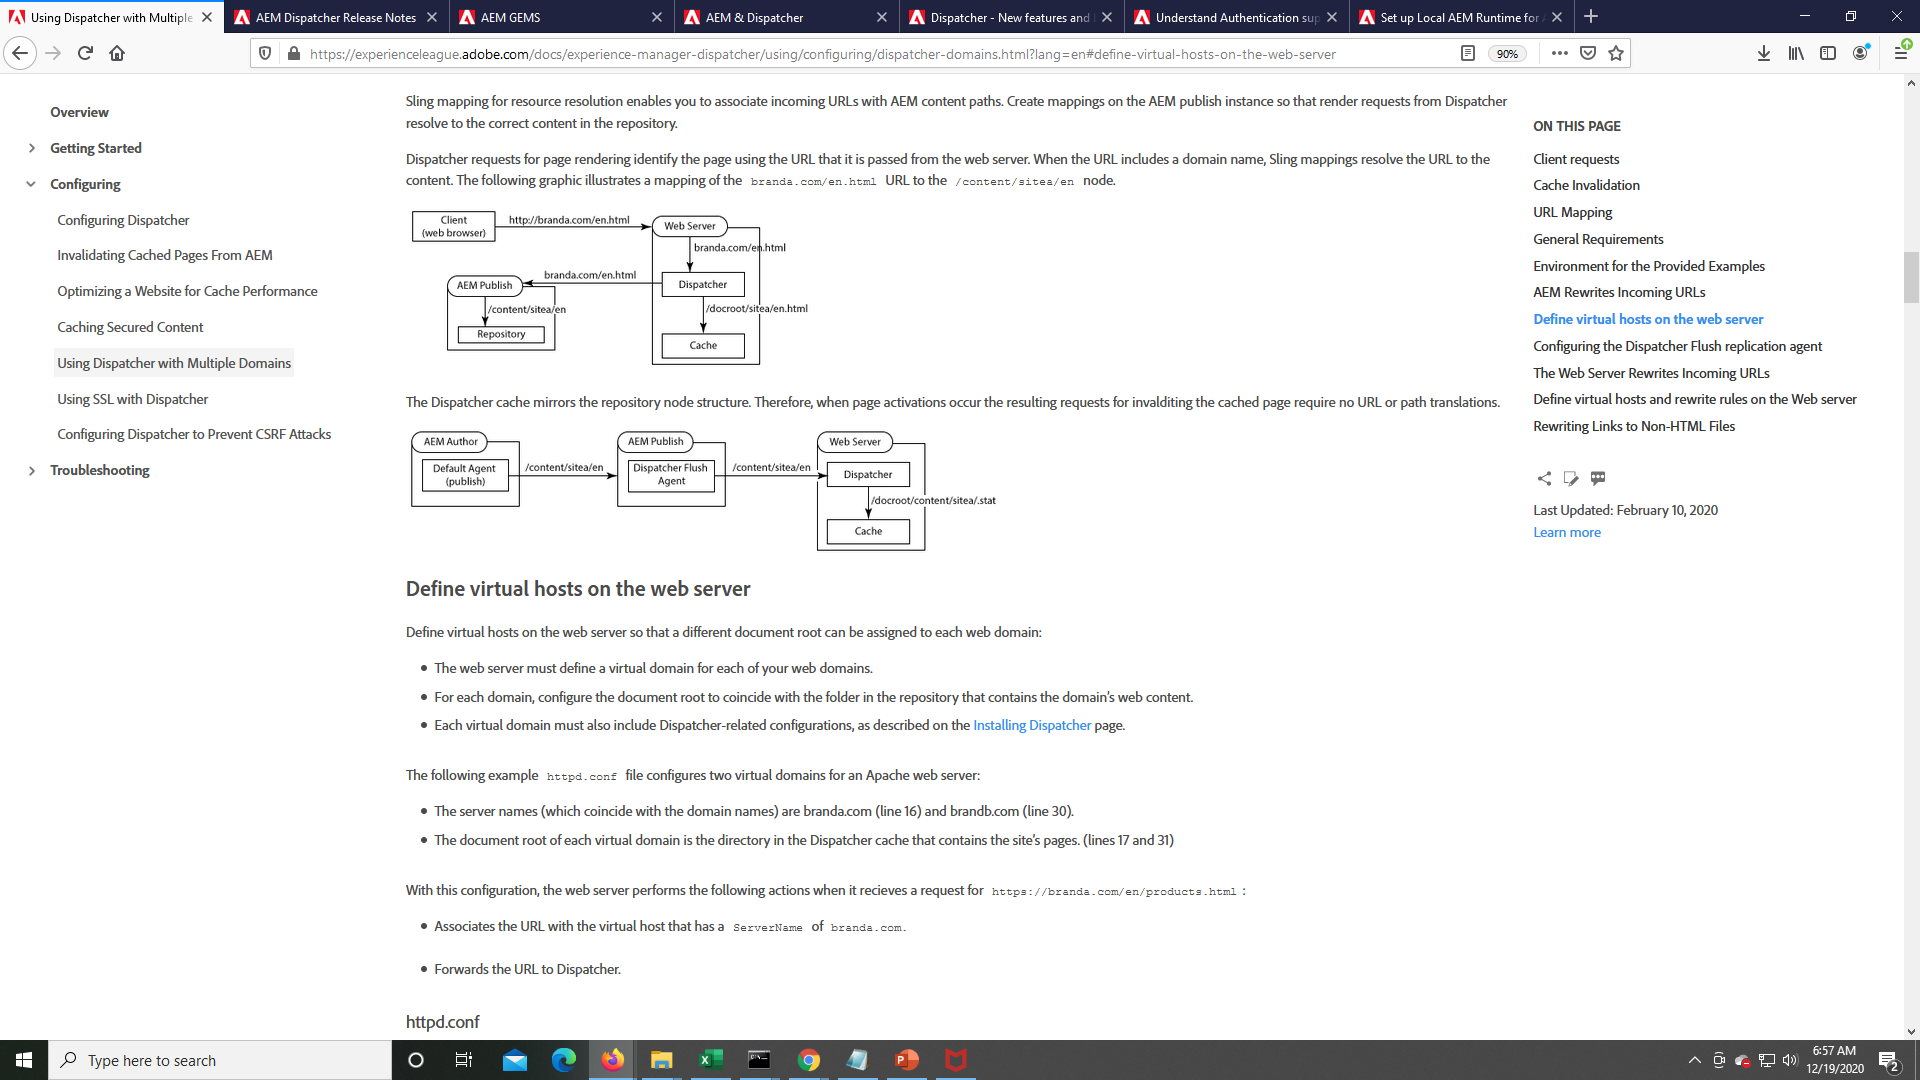 Using Dispatcher with Multiple
AEM Dispatcher Release Notes
AEM GEMS
AEM & Dispatcher
Dispatcher - New features and
Understand Authentication sup
Set up Local AEM Runtime for
https://experienceleague.adobe.com/docs/experience-manager-dispatcher/using/configuring/dispatcher-domains.html?lang=en#define-virtual-hosts-on-the-web-server
90%
Overview
Getting Started
Configuring
Configuring Dispatcher
Invalidating Cached Pages From AEM
Optimizing a Website for Cache Performance
Caching Secured Content
Using Dispatcher with Multiple Domains
Using SSL with Dispatcher
Configuring Dispatcher to Prevent CSRF Attacks
Troubleshooting
Sling mapping for resource resolution enables you to associate incoming URLs with AEM content paths. Create mappings on the AEM publish instance so that render requests from Dispatcher
resolve to the correct content in the repository.
Dispatcher requests for page rendering identify the page using the URL that it is passed from the web server. When the URL includes a domain name, Sling mappings resolve the URL to the
content. The following graphic illustrates a mapping of the branda.com/en.html URL to the /content/sitea/en node.
Client
(web browser)
http://branda.com/en.html
Web Server
branda.com/en.html
branda.com/en.html
AEM Publish
Dispatcher
/content/sitea/en
/docroot/sitea/en.html
Repository
Cache
The Dispatcher cache mirrors the repository node structure. Therefore, when page activations occur the resulting requests for invalditing the cached page require no URL or path translations.
AEM Author
Default Agent
(publish)
/content/sitea/en
AEM Publish
Dispatcher Flush
Agent
/content/sitea/en
Web Server
Dispatcher
/docroot/content/sitea/.stat
Cache
Define virtual hosts on the web server
Define virtual hosts on the web server so that a different document root can be assigned to each web domain:
The web server must define a virtual domain for each of your web domains.
For each domain, configure the document root to coincide with the folder in the repository that contains the domain's web content.
Each virtual domain must also include Dispatcher-related configurations, as described on the Installing Dispatcher page.
The following example httpd.conf file configures two virtual domains for an Apache web server:
The server names (which coincide with the domain names) are branda.com (line 16) and brandb.com (line 30).
The document root of each virtual domain is the directory in the Dispatcher cache that contains the site's pages. (lines 17 and 31)
With this configuration, the web server performs the following actions when it recieves a request for https://branda.com/en/products.html :
Associates the URL with the virtual host that has a ServerName of branda.com.
Forwards the URL to Dispatcher.
httpd.conf
ON THIS PAGE
Client requests
Cache Invalidation
URL Mapping
General Requirements
Environment for the Provided Examples
AEM Rewrites Incoming URLs
Define virtual hosts on the web server
Configuring the Dispatcher Flush replication agent
The Web Server Rewrites Incoming URLs
Define virtual hosts and rewrite rules on the Web server
Rewriting Links to Non-HTML Files
Last Updated: February 10, 2020
Learn more
Type here to search
6:57 AM
12/19/2020
2